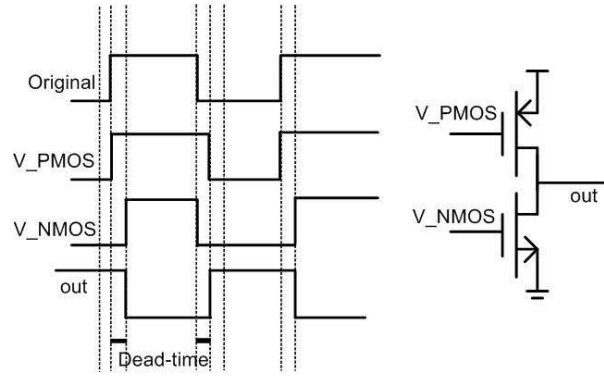 Original
V_PMOS
V_NMOS
out
Dead-time
V_PMOS
V_NMOS
out